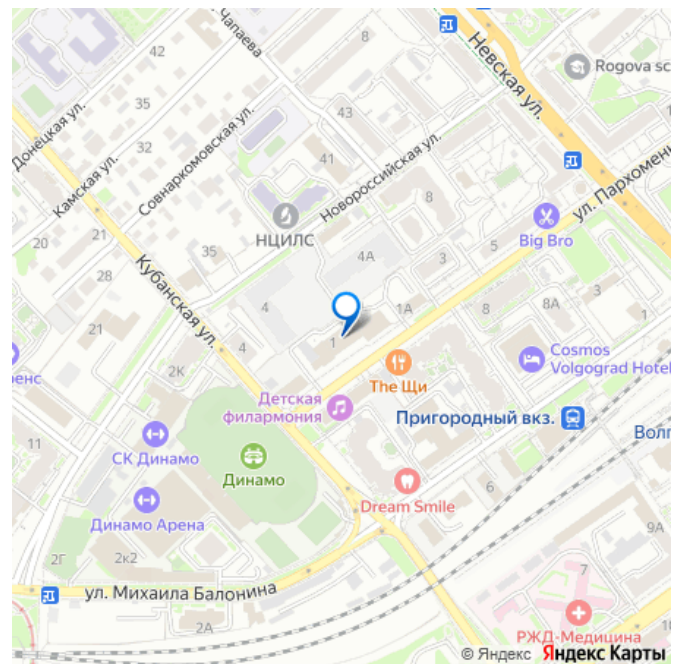 Чапаева
42
8
Невская ул.
Rogova sc
Донецкая ул.
35
43
Камская ул.
32
Совнаркомовская ул.
41
Новороссийская ул.
8
НЦИЛС
ул. Пархомен
Big Bro
20
21
35
4А
3
5
28
Кубанская ул.
4
1А
8
8А
3
1
21
4
1
The Щи
Cosmos
Volgograd Hotel
ренс
2К
Детская
филармония
Пригородный вкз.
Волг
11
СК Динамо
Динамо
Dream Smile
6
Динамо Арена
9А
2Г
2к2
7
ул. Михаила Балонина
2А
РЖД-Медицина
10
© Яндекс Яндекс Карты